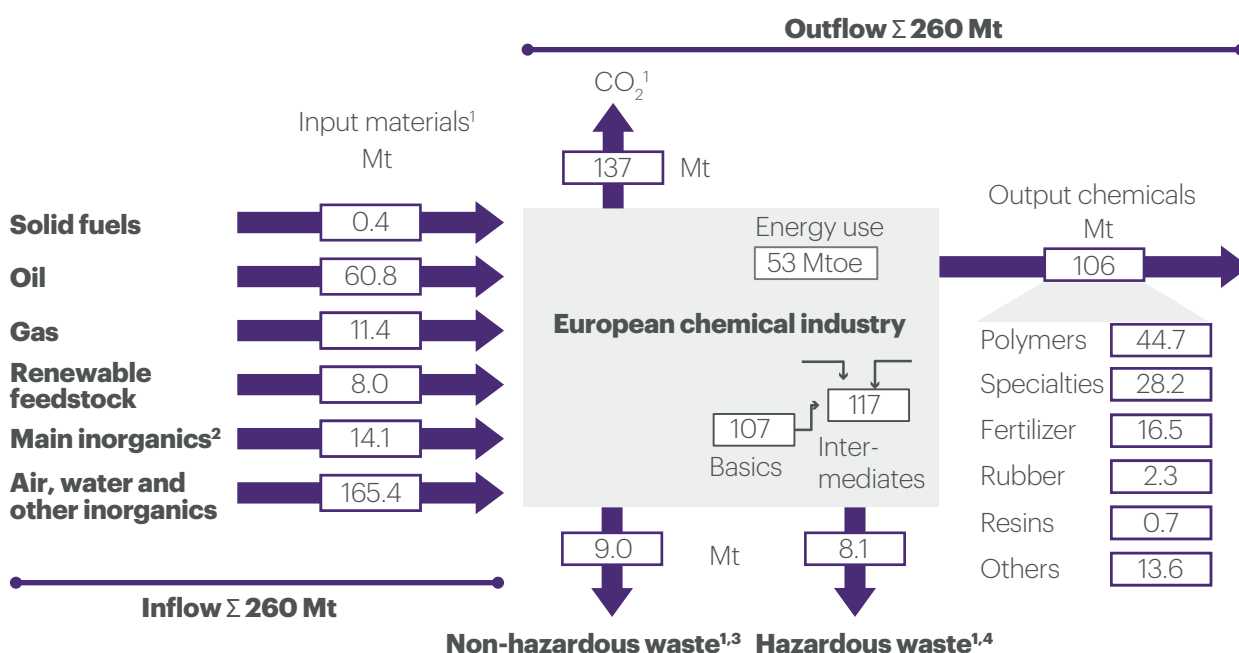 Outflow Σ 260 Mt
CO₂¹
Input materials¹
Mt
137 Mt
Output chemicals
Mt
Solid fuels 0.4
Energy use
53 Mtoe
106
Oil 60.8
Gas 11.4
European chemical industry
Polymers 44.7
Renewable
feedstock
8.0
Specialties 28.2
117
Main inorganics² 14.1
107
Fertilizer 16.5
Basics
Inter-
mediates
Air, water and
other inorganics
165.4
Rubber 2.3
Resins 0.7
9.0 Mt 8.1
Others 13.6
Inflow Σ 260 Mt
Non-hazardous waste¹,³ Hazardous waste¹,⁴